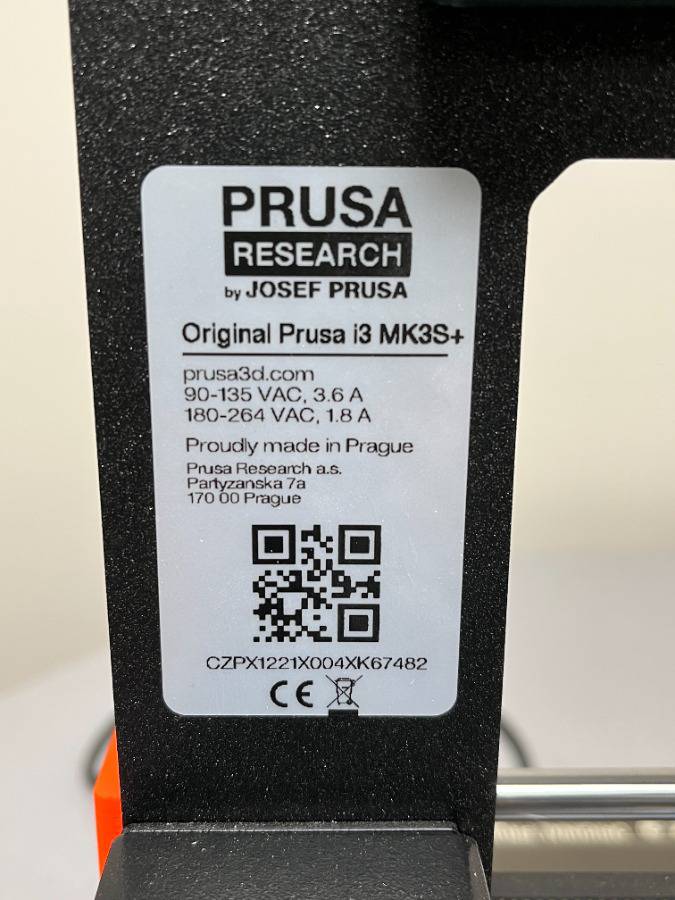 PRUSA
RESEARCH
by JOSEF PRUSA
Original Prusa i3 MK3S+
prusa3d.com
90-135 VAC, 3.6 A
180-264 VAC, 1.8 A
Proudly made in Prague
Prusa Research a.s.
Partyzanska 7a
170 00 Prague
CZPX1221X004XK67482
CE